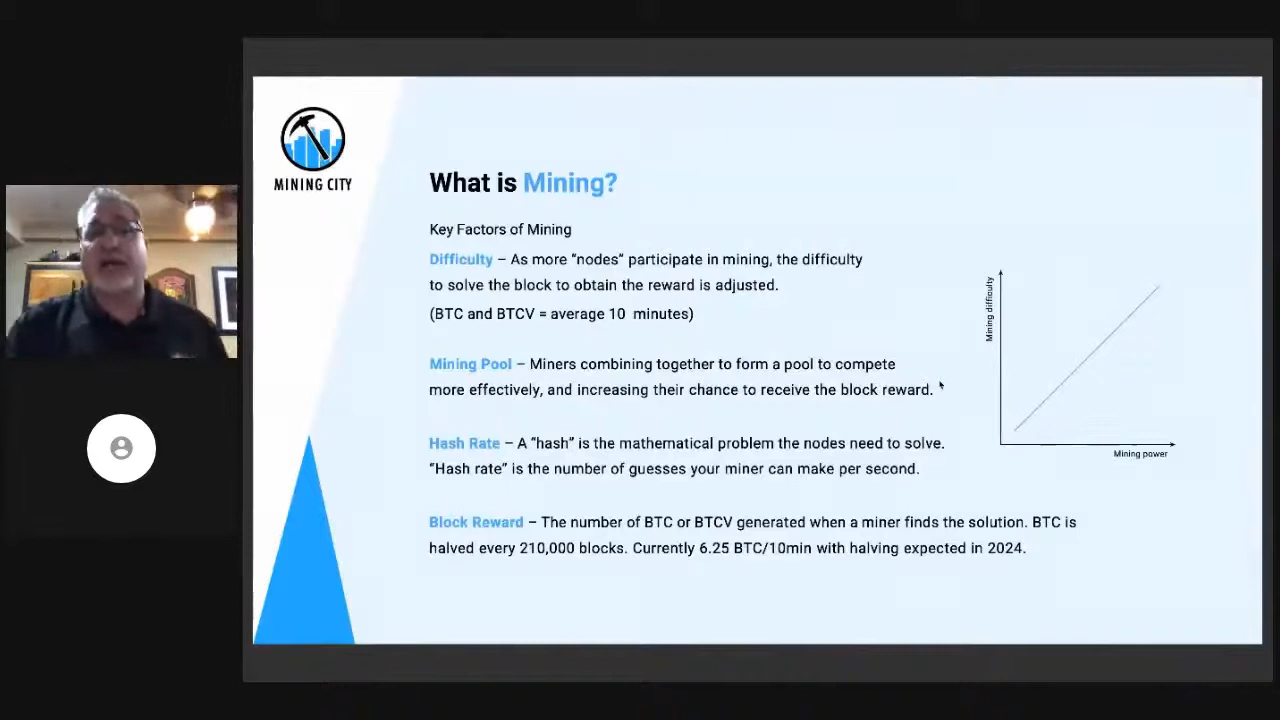 MINING CITY
What is Mining?
Key Factors of Mining
Difficulty – As more “nodes” participate in mining, the difficulty
to solve the block to obtain the reward is adjusted.
(BTC and BTCV = average 10 minutes)
Mining Pool – Miners combining together to form a pool to compete
more effectively, and increasing their chance to receive the block reward.
Hash Rate – A “hash” is the mathematical problem the nodes need to solve.
“Hash rate” is the number of guesses your miner can make per second.
Block Reward – The number of BTC or BTCV generated when a miner finds the solution. BTC is
halved every 210,000 blocks. Currently 6.25 BTC/10min with halving expected in 2024.
Mining difficulty
Mining power